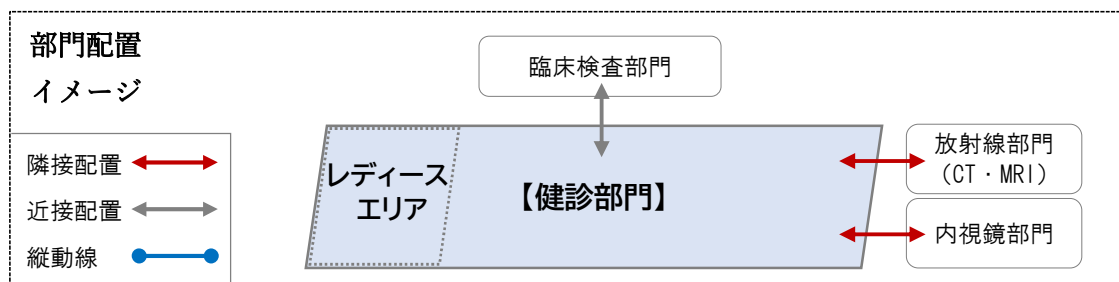 部門配置
イメージ
隣接配置
近接配置
縦動線
臨床検査部門
レディース
エリア
【健診部門】
放射線部門
（CT・MRI）
内視鏡部門